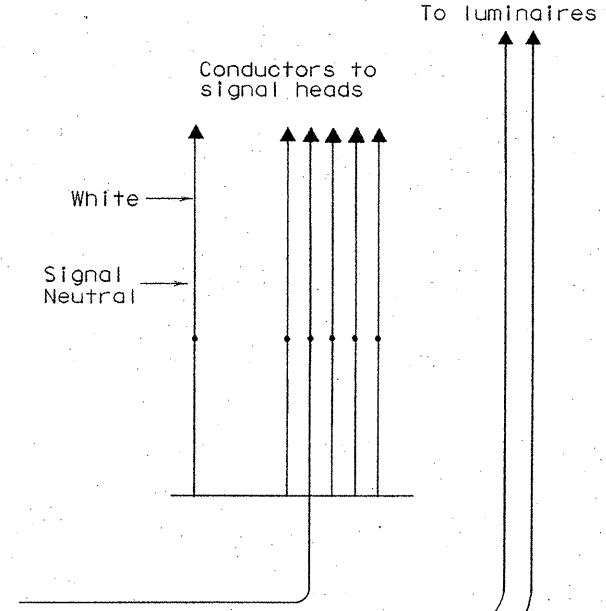 To luminaires
Conductors to
signal heads
White
Signal
Neutral